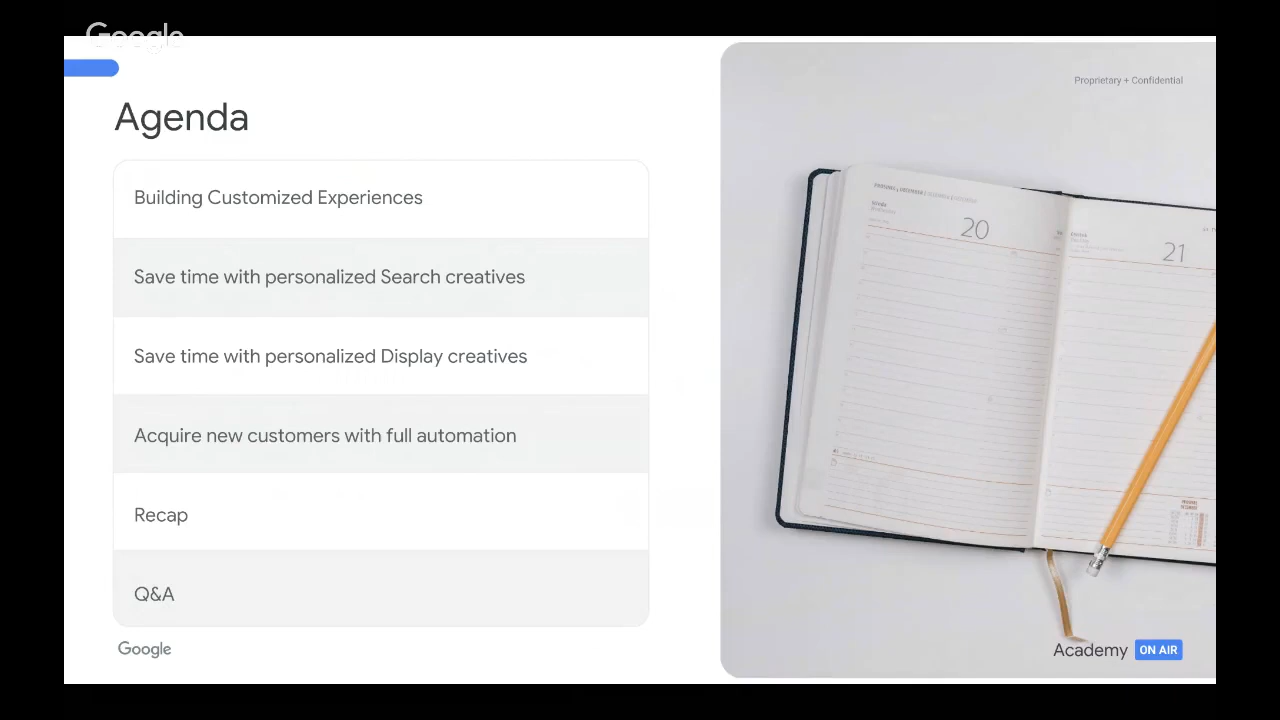 Google
Proprietary + Confidential
Agenda
Building Customized Experiences
Save time with personalized Search creatives
Save time with personalized Display creatives
Acquire new customers with full automation
Recap
Q&A
20
21
Google
Academy ON AIR